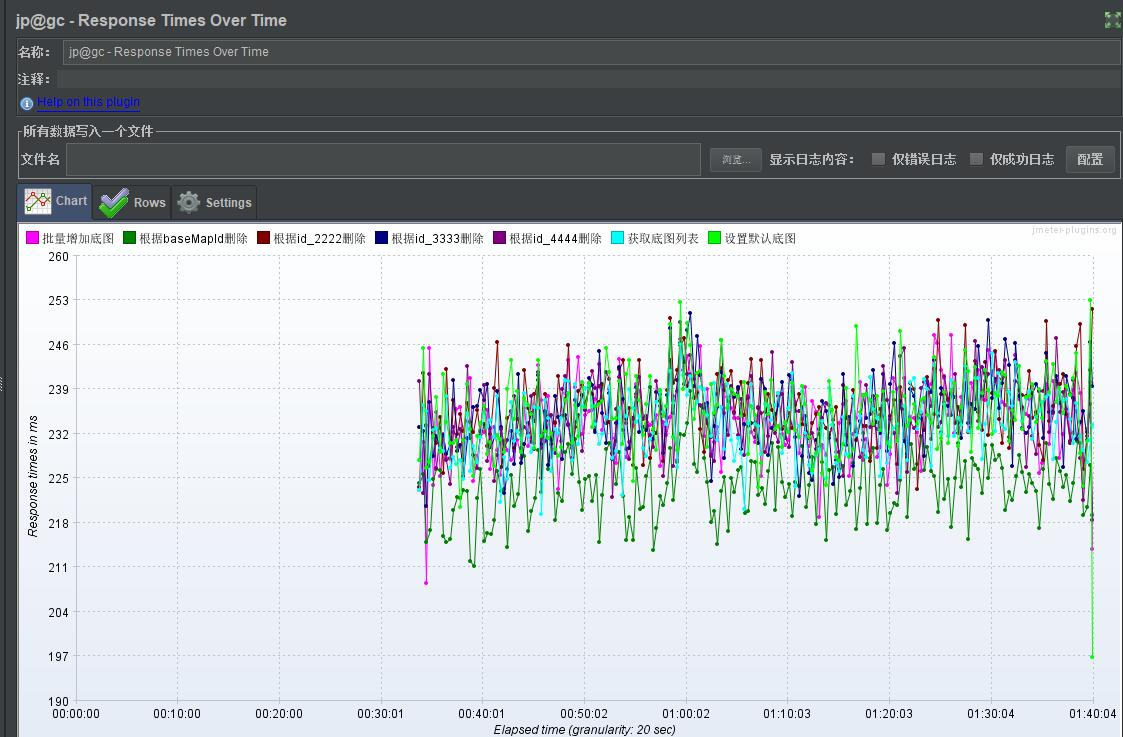 jp@gc - Response Times Over Time
名称： jp@gc - Response Times Over Time
注释：
Help on this plugin
所有数据写入一个文件
文件名 浏览... 显示日志内容： 仅错误日志 仅成功日志 配置
Chart Rows Settings
批量增加底图 根据baseMapId删除 根据id_2222删除 根据id_3333删除 根据id_4444删除 获取底图列表 设置默认底图
jmeter-plugins.org
260
253
246
239
232
225
218
211
204
197
190
Response times in ms
00:00:00 00:10:00 00:20:00 00:30:01 00:40:01 00:50:02 01:00:02 01:10:03 01:20:03 01:30:04 01:40:04
Elapsed time (granularity: 20 sec)